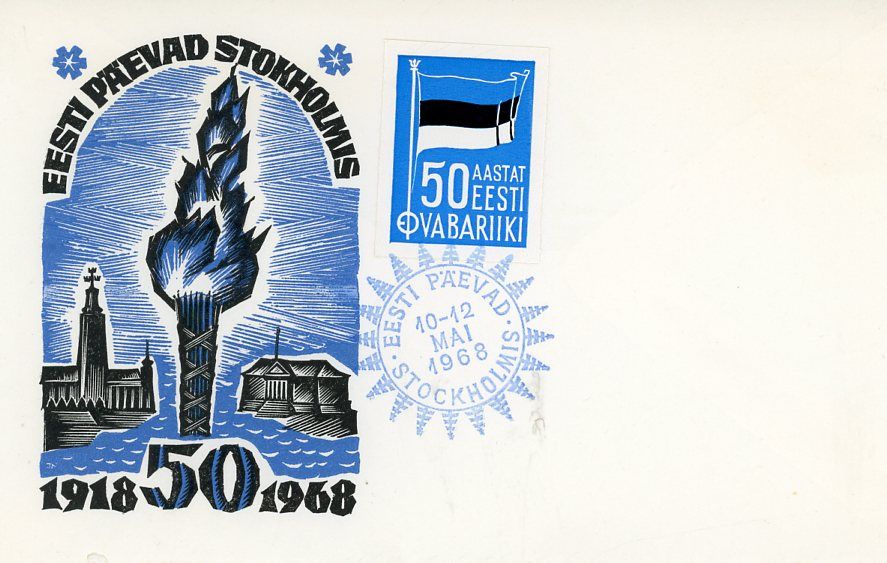 EESTI PÄEVAD STOKHOLMIS
1918 50 1968
50 AASTAT
EESTI
VABARIIKI
EESTI PÄEVAD · STOCKHOLMIS ·
10-12
MAI
1968